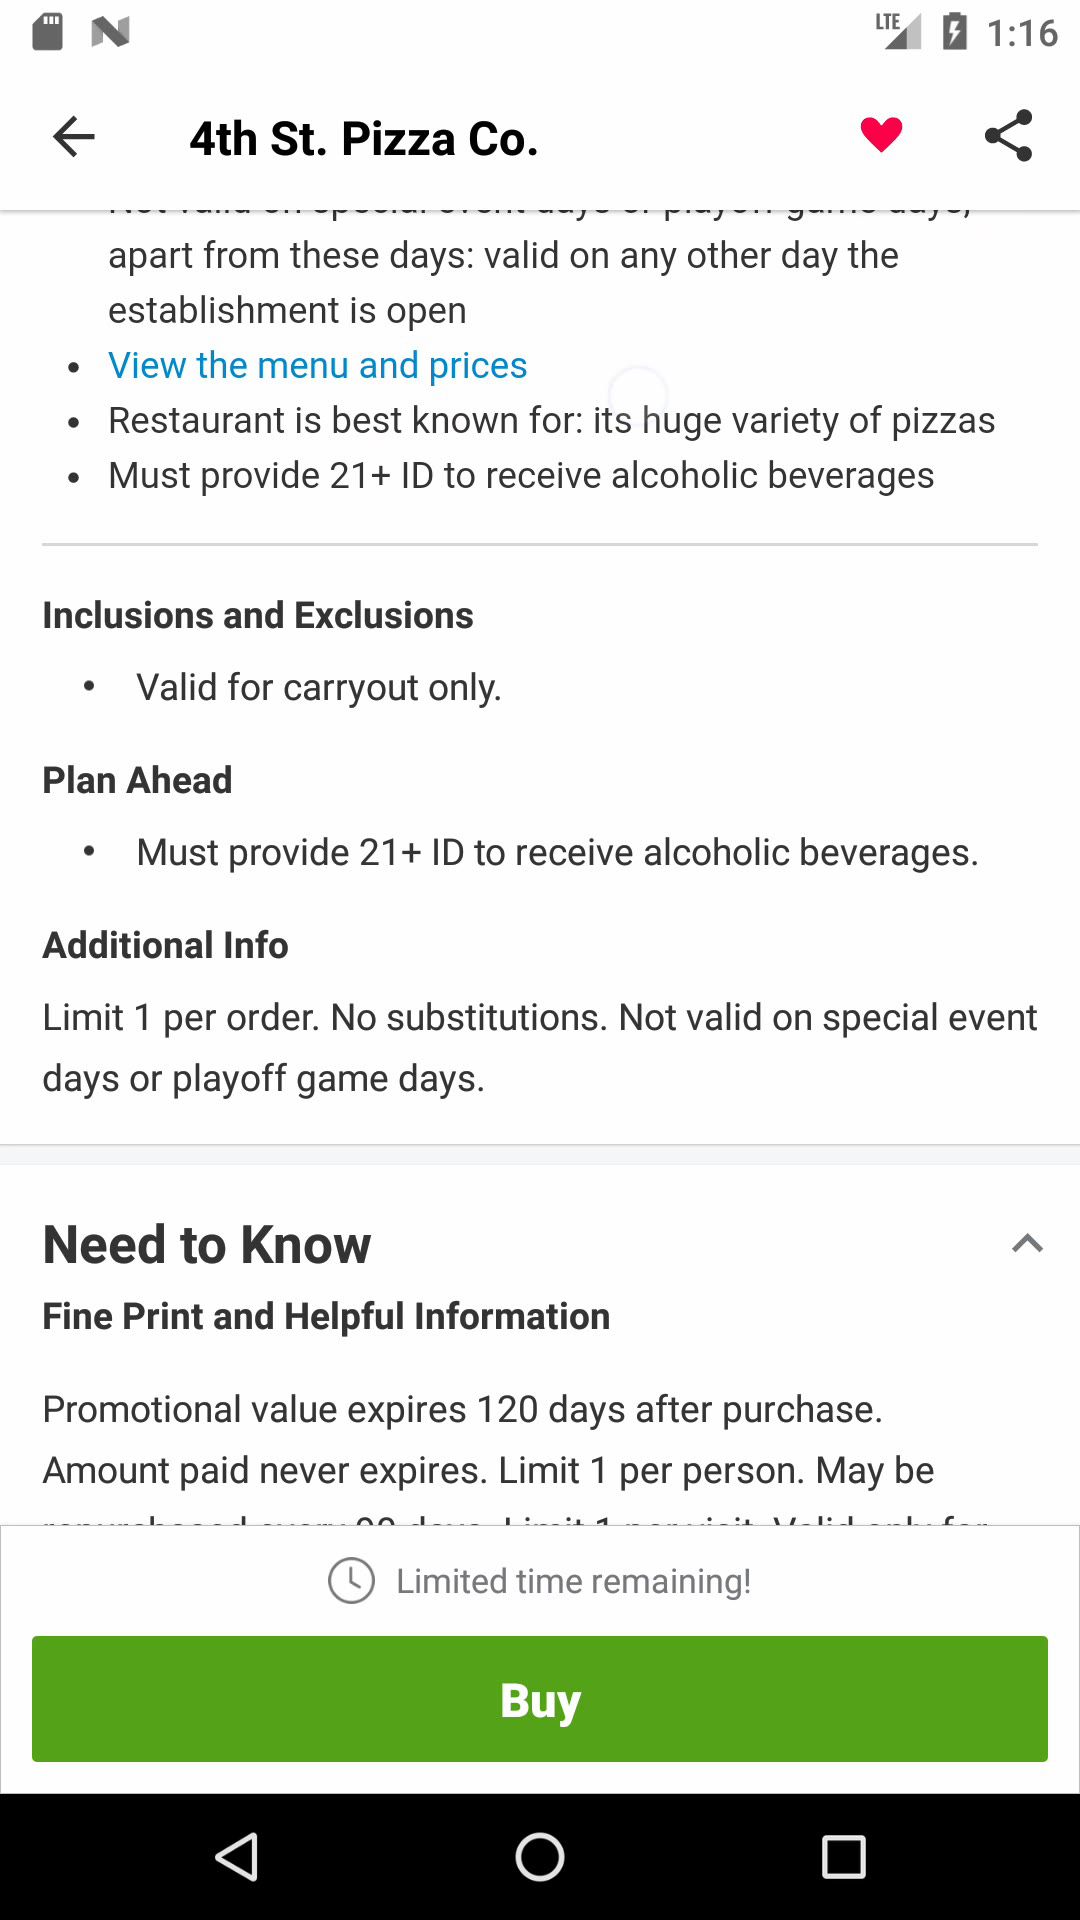 LTE 1:16
4th St. Pizza Co.
apart from these days: valid on any other day the
establishment is open
• View the menu and prices
• Restaurant is best known for: its huge variety of pizzas
• Must provide 21+ ID to receive alcoholic beverages
Inclusions and Exclusions
• Valid for carryout only.
Plan Ahead
• Must provide 21+ ID to receive alcoholic beverages.
Additional Info
Limit 1 per order. No substitutions. Not valid on special event
days or playoff game days.
Need to Know
Fine Print and Helpful Information
Promotional value expires 120 days after purchase.
Amount paid never expires. Limit 1 per person. May be
Limited time remaining!
Buy